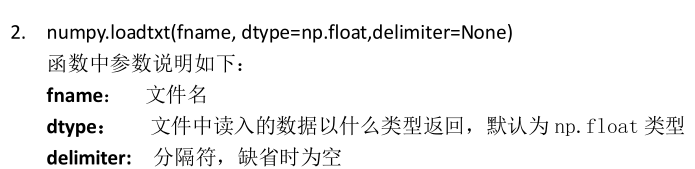 2. numpy.loadtxt(fname, dtype=np.float,delimiter=None)
函数中参数说明如下:
fname: 文件名
dtype: 文件中读入的数据以什么类型返回，默认为 np.float 类型
delimiter: 分隔符，缺省时为空